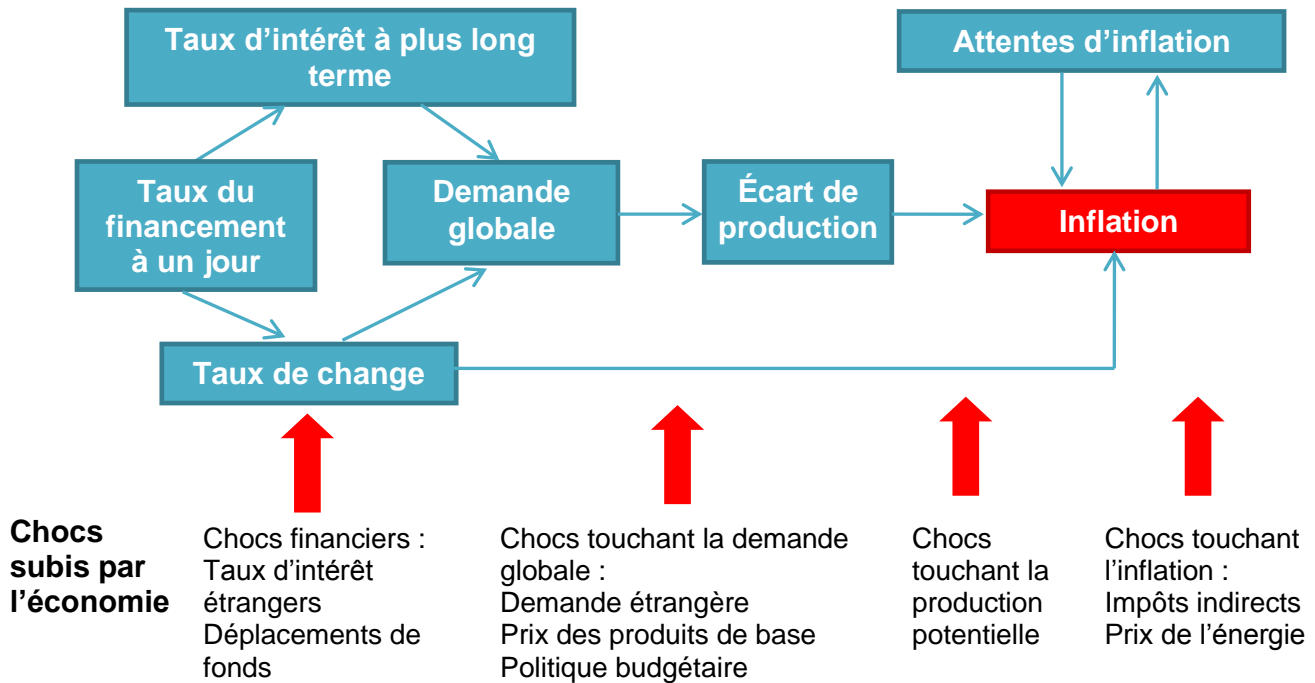 Taux d’intérêt à plus long
terme
Attentes d’inflation
Taux du
financement
à un jour
Demande
globale
Écart de
production
Inflation
Taux de change
Chocs
subis par
l’économie
Chocs financiers :
Taux d’intérêt
étrangers
Déplacements de
fonds
Chocs touchant la demande
globale :
Demande étrangère
Prix des produits de base
Politique budgétaire
Chocs
touchant la
production
potentielle
Chocs touchant
l’inflation :
Impôts indirects
Prix de l’énergie